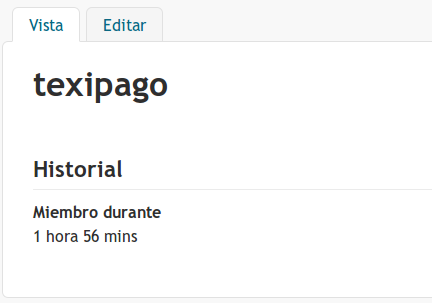 Vista Editar
texipago
Historial
Miembro durante
1 hora 56 mins